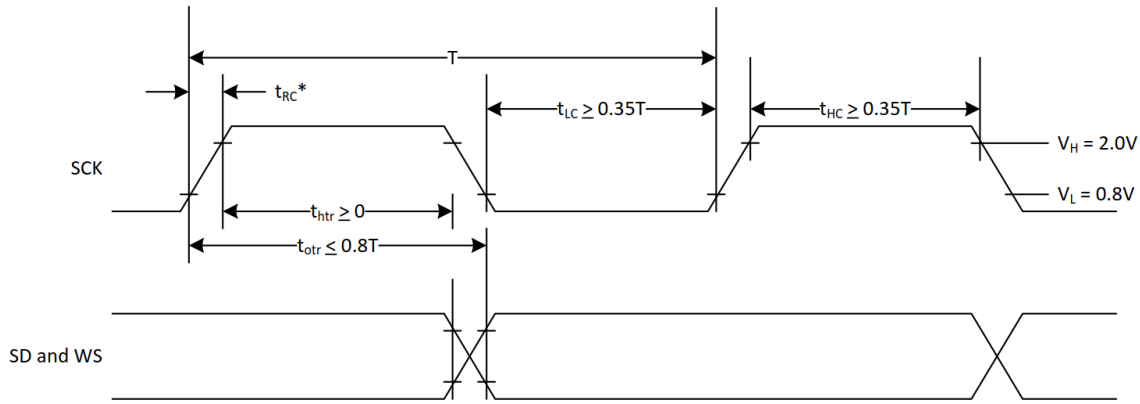 T
tRC*
tLC ≥ 0.35T
tHC ≥ 0.35T
VH = 2.0V
SCK
VL = 0.8V
thtr ≥ 0
totr ≤ 0.8T
SD and WS